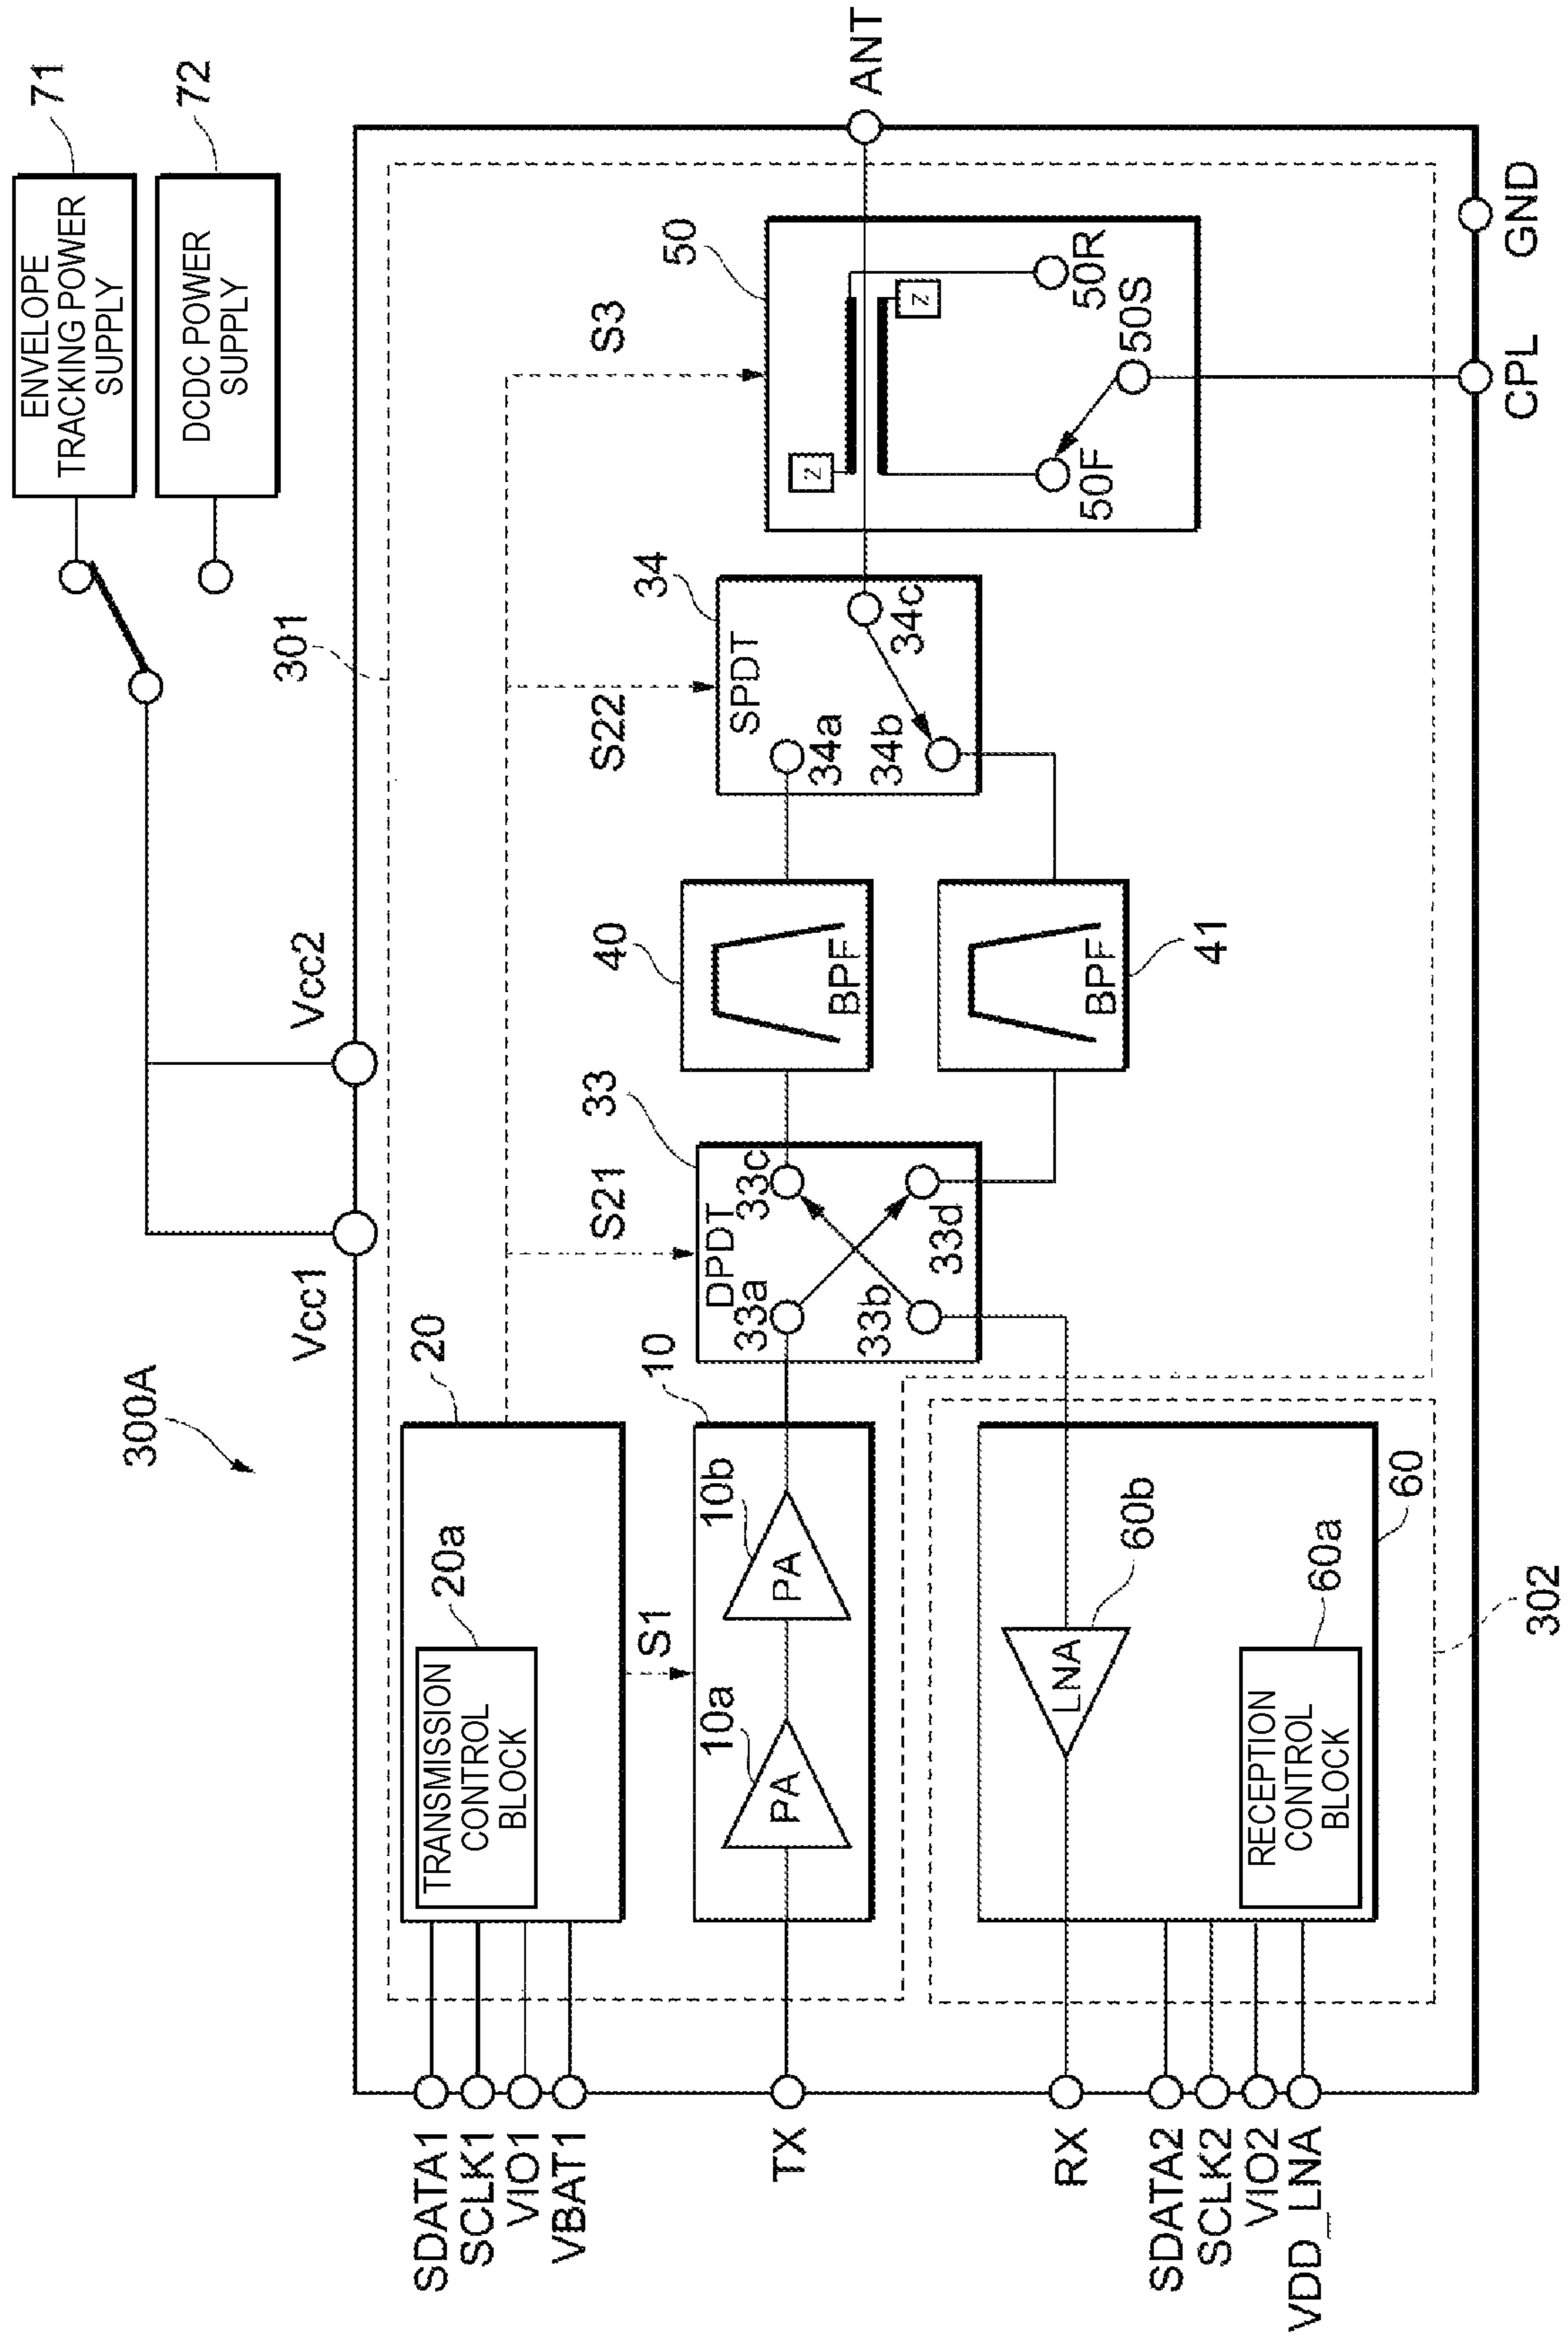 300A
ENVELOPE
TRACKING POWER
SUPPLY
71
DCDC POWER
SUPPLY
72
Vcc1
Vcc2
301
SDATA1
SCLK1
VIO1
VBAT1
TRANSMISSION
CONTROL
BLOCK
20a
20
S1
S21
S22
S3
TX
10a
PA
10b
PA
10
DPDT
33
33a
33b
33c
33d
40
BPF
41
BPF
SPDT
34
34a
34b
34c
50
Z
Z
50F
50S
50R
ANT
RX
LNA
60b
RECEPTION
CONTROL
BLOCK
60a
60
302
SDATA2
SCLK2
VIO2
VDD_LNA
CPL
GND